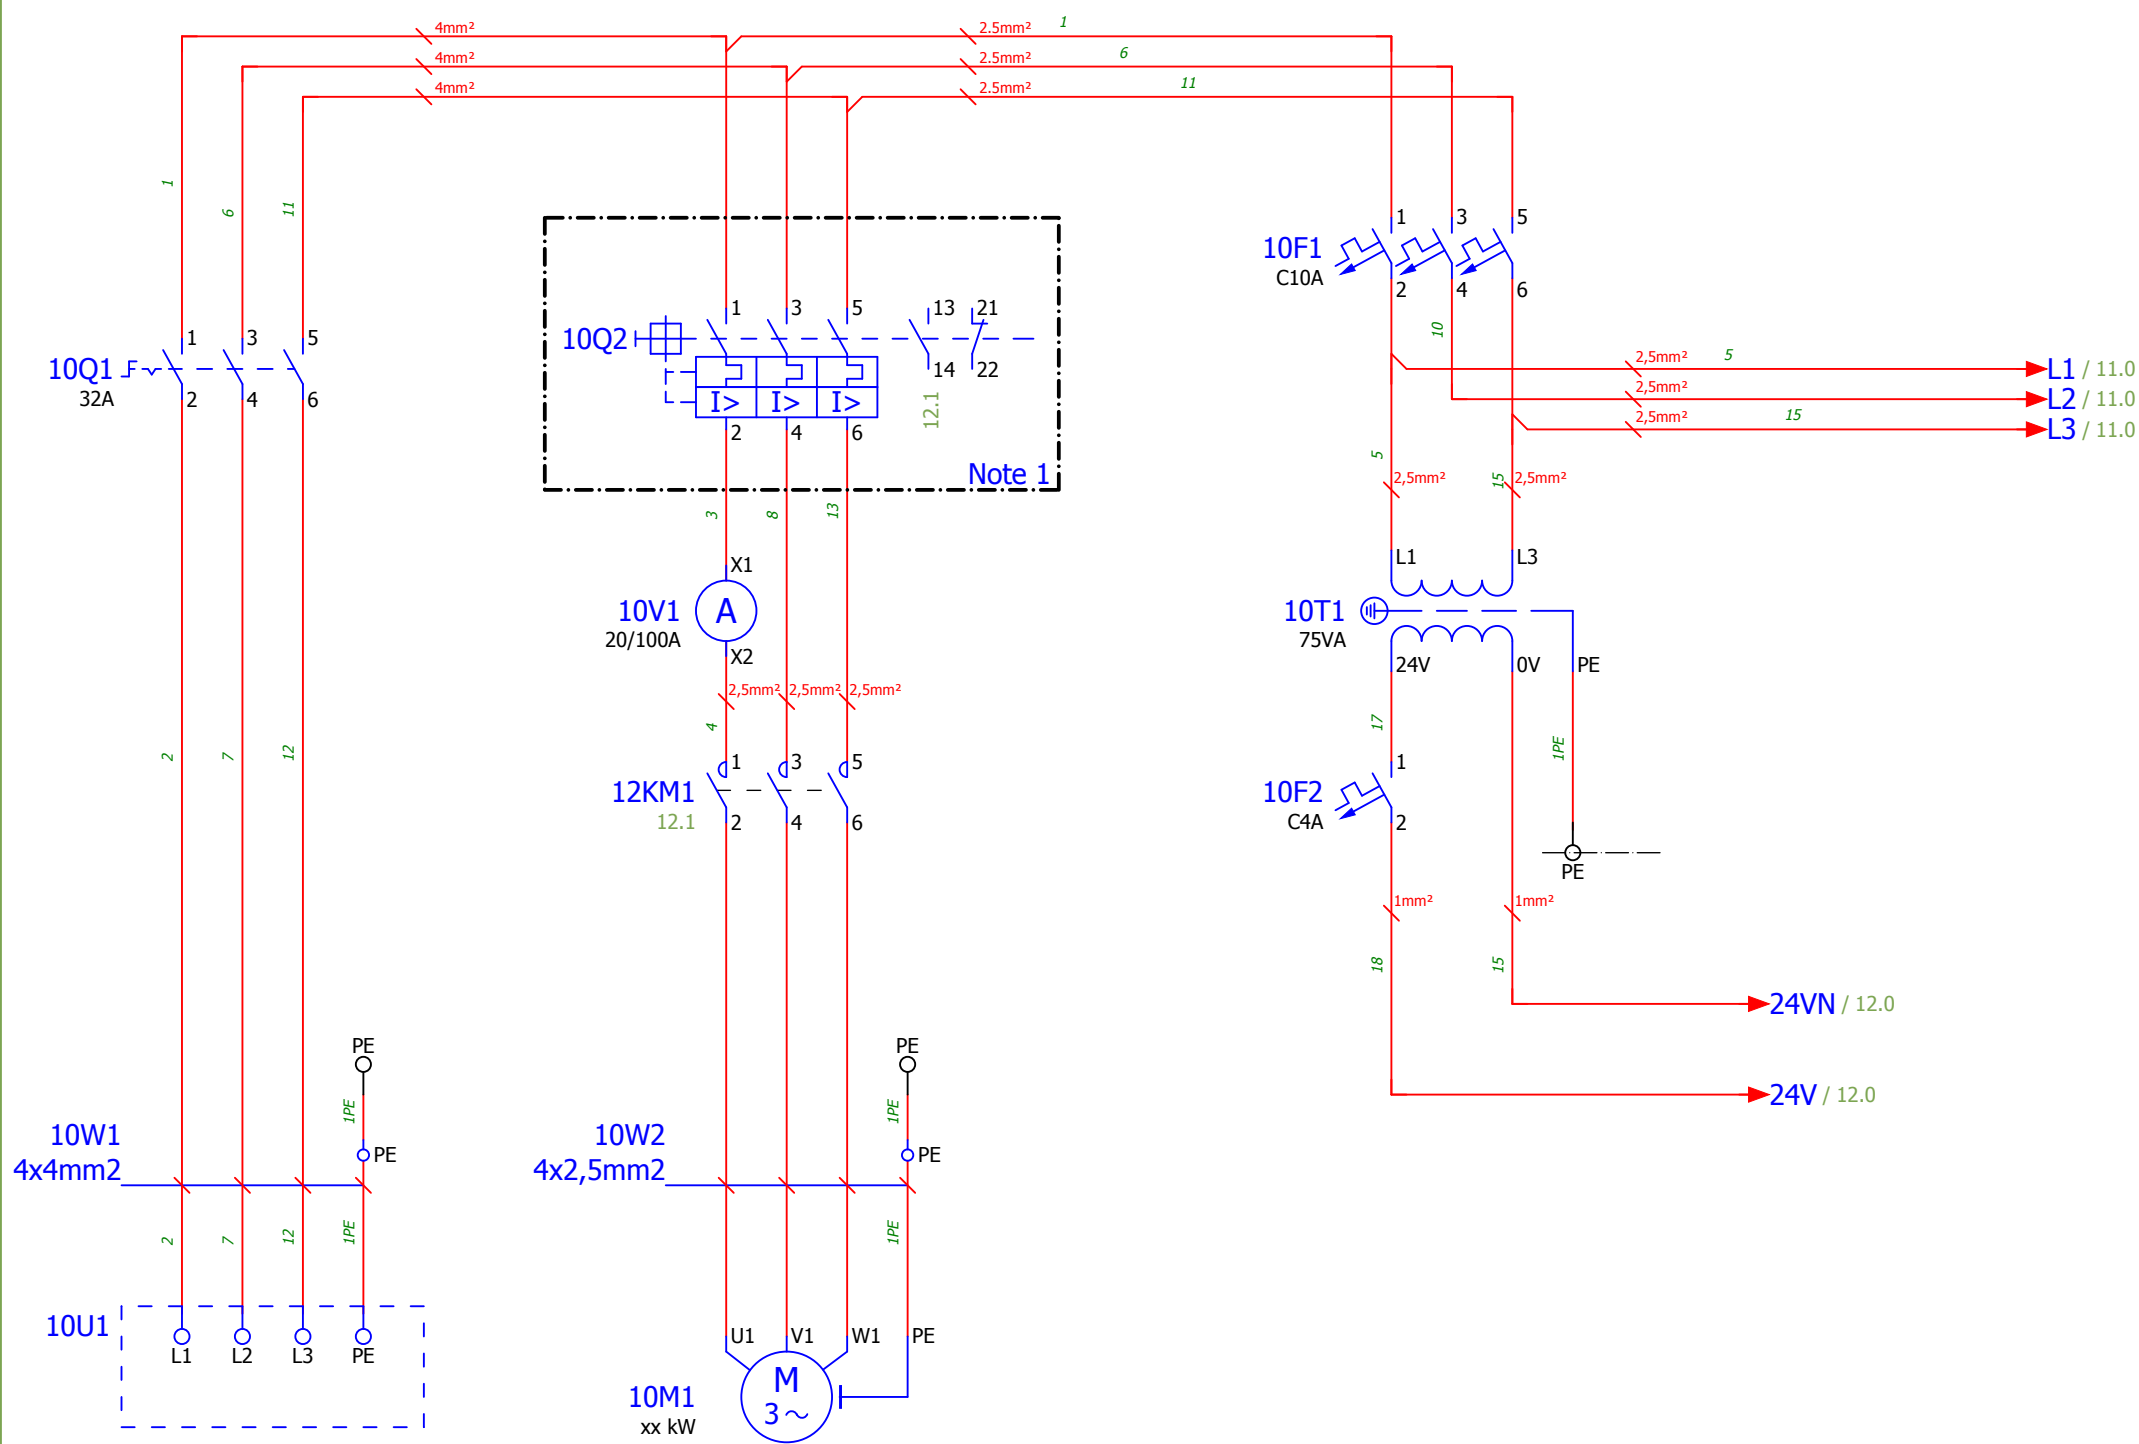 4mm² 2.5mm² 1
4mm² 2.5mm² 6
4mm² 2.5mm² 11
1 6 11
10Q1
32A
1 3 5
2 4 6
2 7 12
10Q2
1 3 5 13 21
14 22
I> I> I>
2 4 6
12.1
Note 1
3 8 13
10V1
20/100A
X1
A
X2
2,5mm² 2,5mm² 2,5mm²
4
12KM1
12.1
1 3 5
2 4 6
10F1
C10A
1 3 5
2 4 6
10
2,5mm² 5 L1 / 11.0
2,5mm² L2 / 11.0
2,5mm² 15 L3 / 11.0
5 15
2,5mm² 2,5mm²
L1 L3
10T1
75VA
24V 0V PE
17 1PE
10F2
C4A
1
2
PE
1mm² 1mm²
18 15
24VN / 12.0
24V / 12.0
PE
1PE
10W1
4x4mm2
PE
2 7 12 1PE
10U1
L1 L2 L3 PE
PE
1PE
10W2
4x2,5mm2
PE
1PE
U1 V1 W1 PE
10M1
xx kW
M
3~